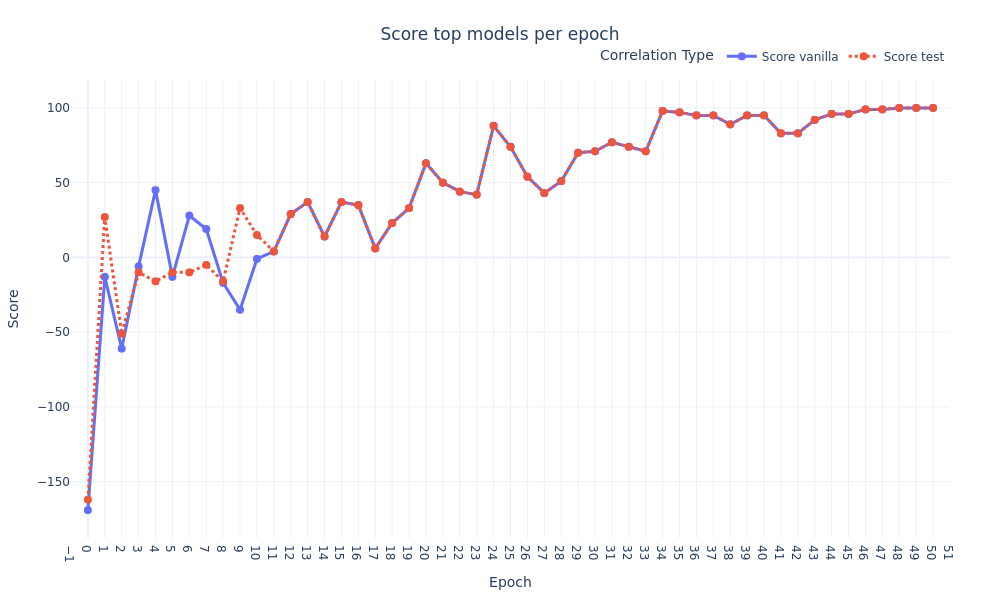 Score top models per epoch
Correlation Type Score vanilla Score test
100
50
0
−50
−100
−150
Score
−1 0 1 2 3 4 5 6 7 8 9 10 11 12 13 14 15 16 17 18 19 20 21 22 23 24 25 26 27 28 29 30 31 32 33 34 35 36 37 38 39 40 41 42 43 44 45 46 47 48 49 50 51
Epoch